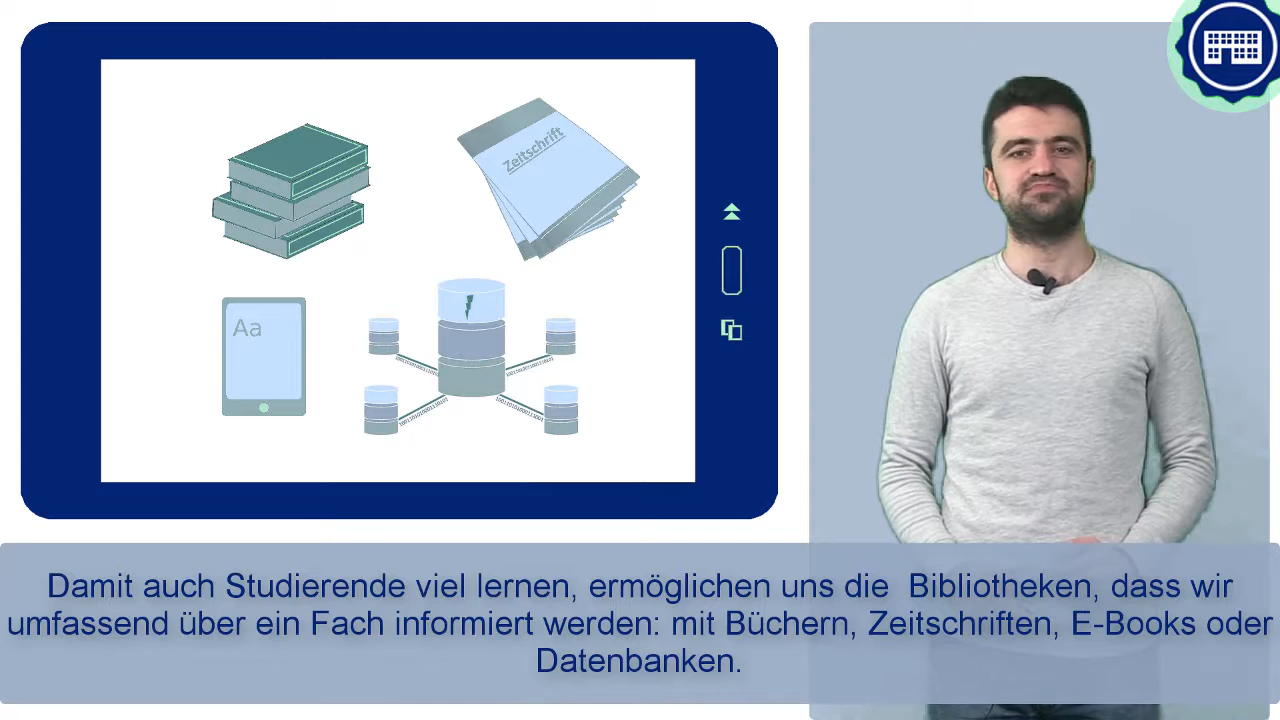 Zeitschrift
Aa
Damit auch Studierende viel lernen, ermöglichen uns die Bibliotheken, dass wir
umfassend über ein Fach informiert werden: mit Büchern, Zeitschriften, E-Books oder
Datenbanken.